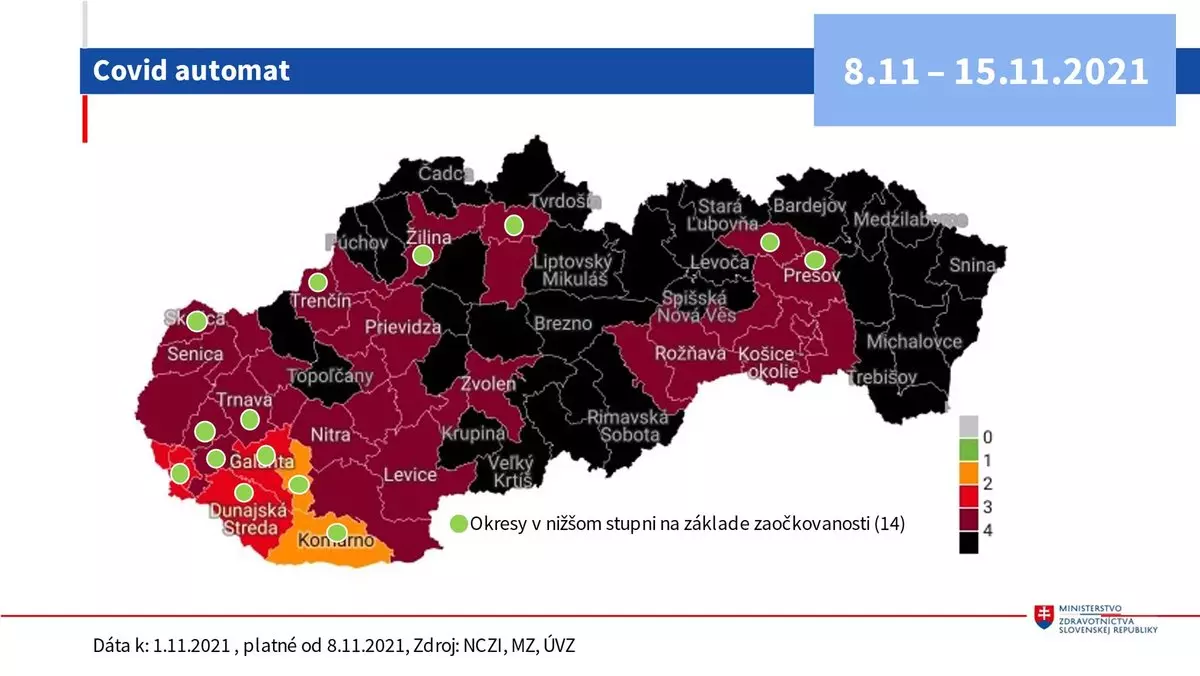 Covid automat
8.11 – 15.11.2021
Čadca
Tvrdošín
Stará
Ľubovňa
Bardejov
Medzilaborce
Púchov
Žilina
Liptovský
Mikuláš
Levoča
Prešov
Snina
Trenčín
Spišská
Nová Ves
Skalica
Prievidza
Brezno
Michalovce
Senica
Rožňava
Košice -
okolie
Topoľčany
Zvolen
Trebišov
Trnava
Nitra
Krupina
Rimavská
Sobota
Galanta
Levice
Veľký
Krtíš
Dunajská
Streda
Komárno
Okresy v nižšom stupni na základe zaočkovanosti (14)
0
1
2
3
4
MINISTERSTVO
ZDRAVOTNÍCTVA
SLOVENSKEJ REPUBLIKY
Dáta k: 1.11.2021 , platné od 8.11.2021, Zdroj: NCZI, MZ, ÚVZ